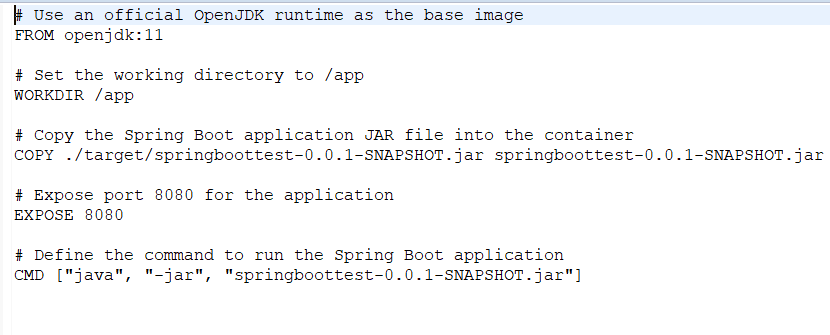 # Use an official OpenJDK runtime as the base image
FROM openjdk:11
# Set the working directory to /app
WORKDIR /app
# Copy the Spring Boot application JAR file into the container
COPY ./target/springboottest-0.0.1-SNAPSHOT.jar springboottest-0.0.1-SNAPSHOT.jar
# Expose port 8080 for the application
EXPOSE 8080
# Define the command to run the Spring Boot application
CMD ["java", "-jar", "springboottest-0.0.1-SNAPSHOT.jar"]